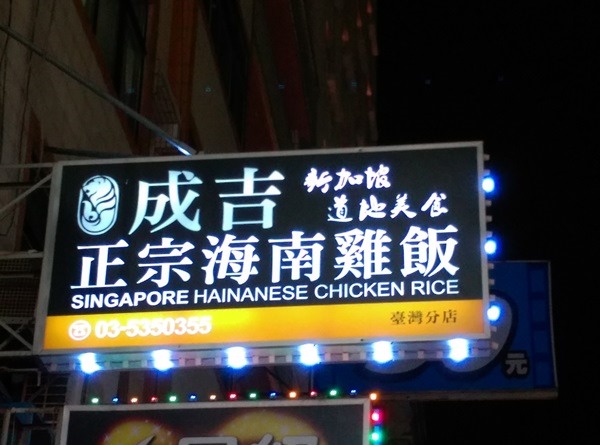 成吉
新加坡
道地美食
正宗海南雞飯
SINGAPORE HAINANESE CHICKEN RICE
03-5350355
臺灣分店
元